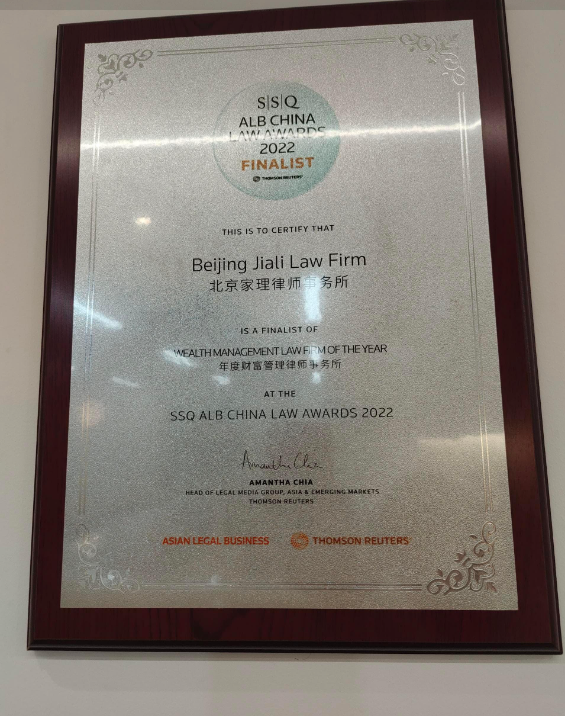 S|S|Q
ALB CHINA
LAW AWARDS
2022
FINALIST
THOMSON REUTERS
THIS IS TO CERTIFY THAT
Beijing Jiali Law Firm
北京家理律师事务所
IS A FINALIST OF
WEALTH MANAGEMENT LAW FIRM OF THE YEAR
年度财富管理律师事务所
AT THE
SSQ ALB CHINA LAW AWARDS 2022
Amantha Chia
AMANTHA CHIA
HEAD OF LEGAL MEDIA GROUP, ASIA & EMERGING MARKETS
THOMSON REUTERS
ASIAN LEGAL BUSINESS THOMSON REUTERS